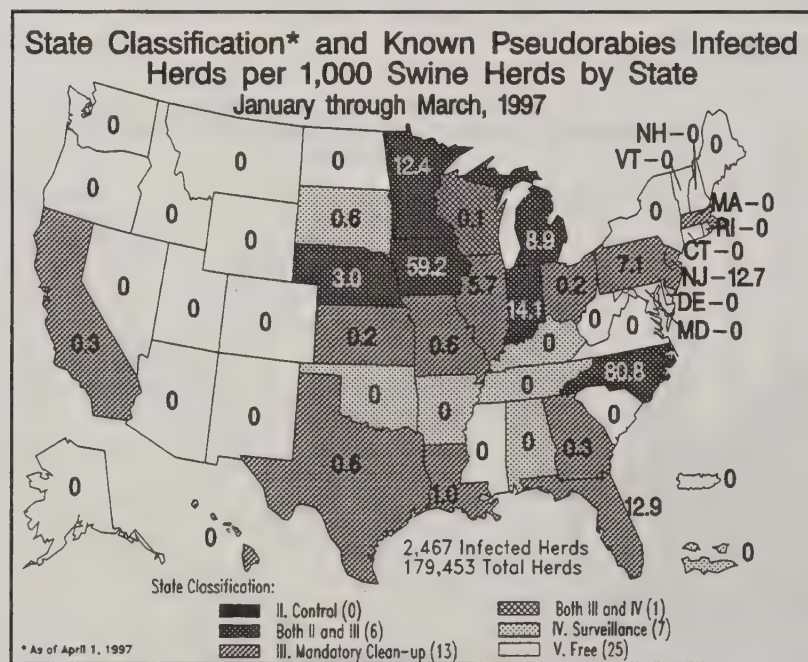 State Classification* and Known Pseudorabies Infected
Herds per 1,000 Swine Herds by State
January through March, 1997
NH-0
VT-0
0
0
0
12.4
0
0
0
0
0.6
0.1
8.9
0
MA-0
RI-0
CT-0
NJ-12.7
DE-0
MD-0
3.0
59.2
5.7
14.1
0.2
7.1
0
0
0
0
0.3
0.2
0.6
0
0
0
80.8
0
0
0
0
0
0
0
0.3
0
0.6
1.0
12.9
0
0
0
0
2,467 Infected Herds
179,453 Total Herds
State Classification:
II. Control (0)
Both II and III (6)
III. Mandatory Clean-up (13)
Both III and IV (1)
IV. Surveillance (7)
V. Free (25)
* As of April 1, 1997